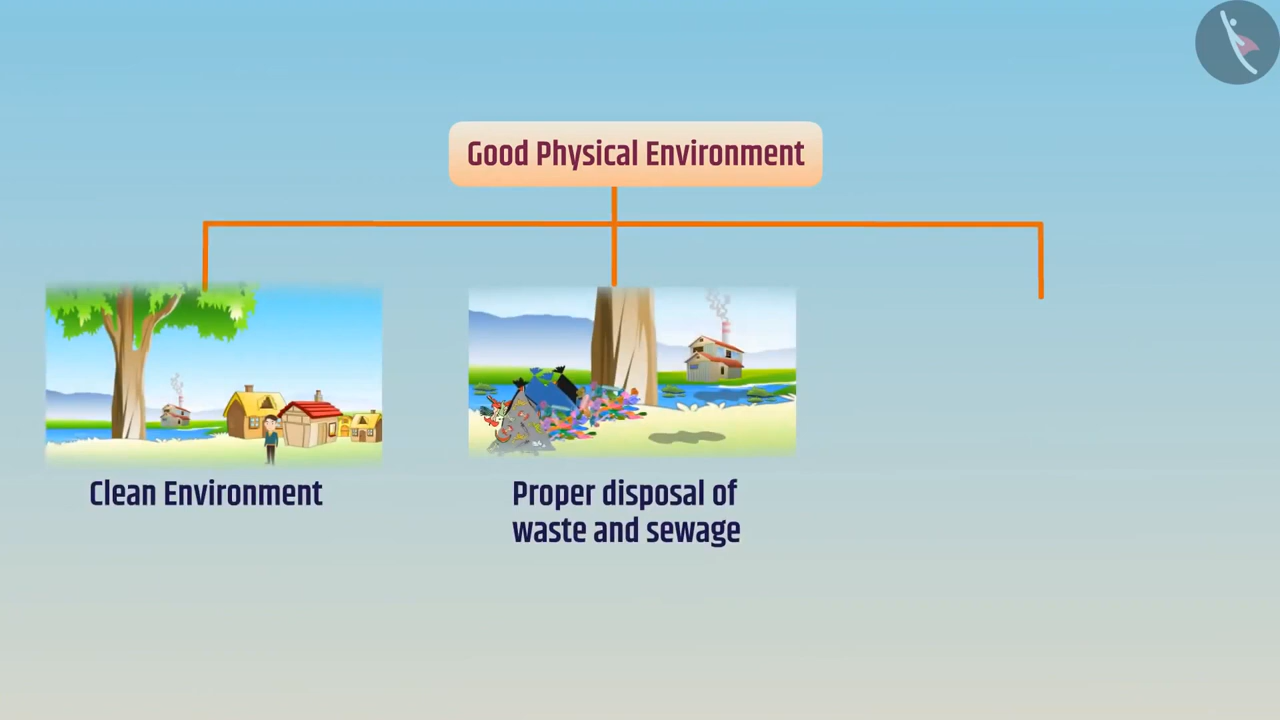 Good Physical Environment
Clean Environment
Proper disposal of
waste and sewage